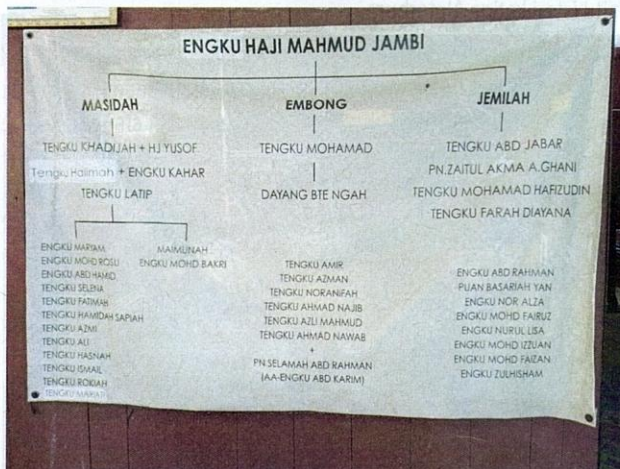 ENGKU HAJI MAHMUD JAMBI
MASIDAH
TENGKU KHADIJAH + HJ YUSOF
Tengku Halimah + ENGKU KAHAR
TENGKU LATIP
ENGKU MARYAM
ENGKU MOHD ROSLI
ENGKU ABD HAMID
TENGKU SELENA
TENGKU FATIMAH
TENGKU HAMIDAH SAPIAH
TENGKU AZMI
TENGKU ALI
TENGKU HASNAH
TENGKU ISMAIL
TENGKU ROKIAH
TENGKU
MAIMUNAH
ENGKU MOHD BAKRI
EMBONG
TENGKU MOHAMAD
DAYANG BTE NGAH
TENGKU AMIR
TENGKU AZMAN
TENGKU NORANIFAH
TENGKU AHMAD NAJIB
TENGKU AZLI MAHMUD
TENGKU AHMAD NAWAB
+
PN.SELAMAH ABD RAHMAN
(AA-ENGKU ABD KARIM)
JEMILAH
TENGKU ABD JABAR
PN.ZAITUL AKMA A.GHANI
TENGKU MOHAMAD HAFIZUDIN
TENGKU FARAH DIAYANA
ENGKU ABD RAHMAN
PUAN BASARIAH YAN
ENGKU NOR ALZA
ENGKU MOHD FAIRUZ
ENGKU NURUL LISA
ENGKU MOHD IZZUAN
ENGKU MOHD FAIZAN
ENGKU ZULHISHAM